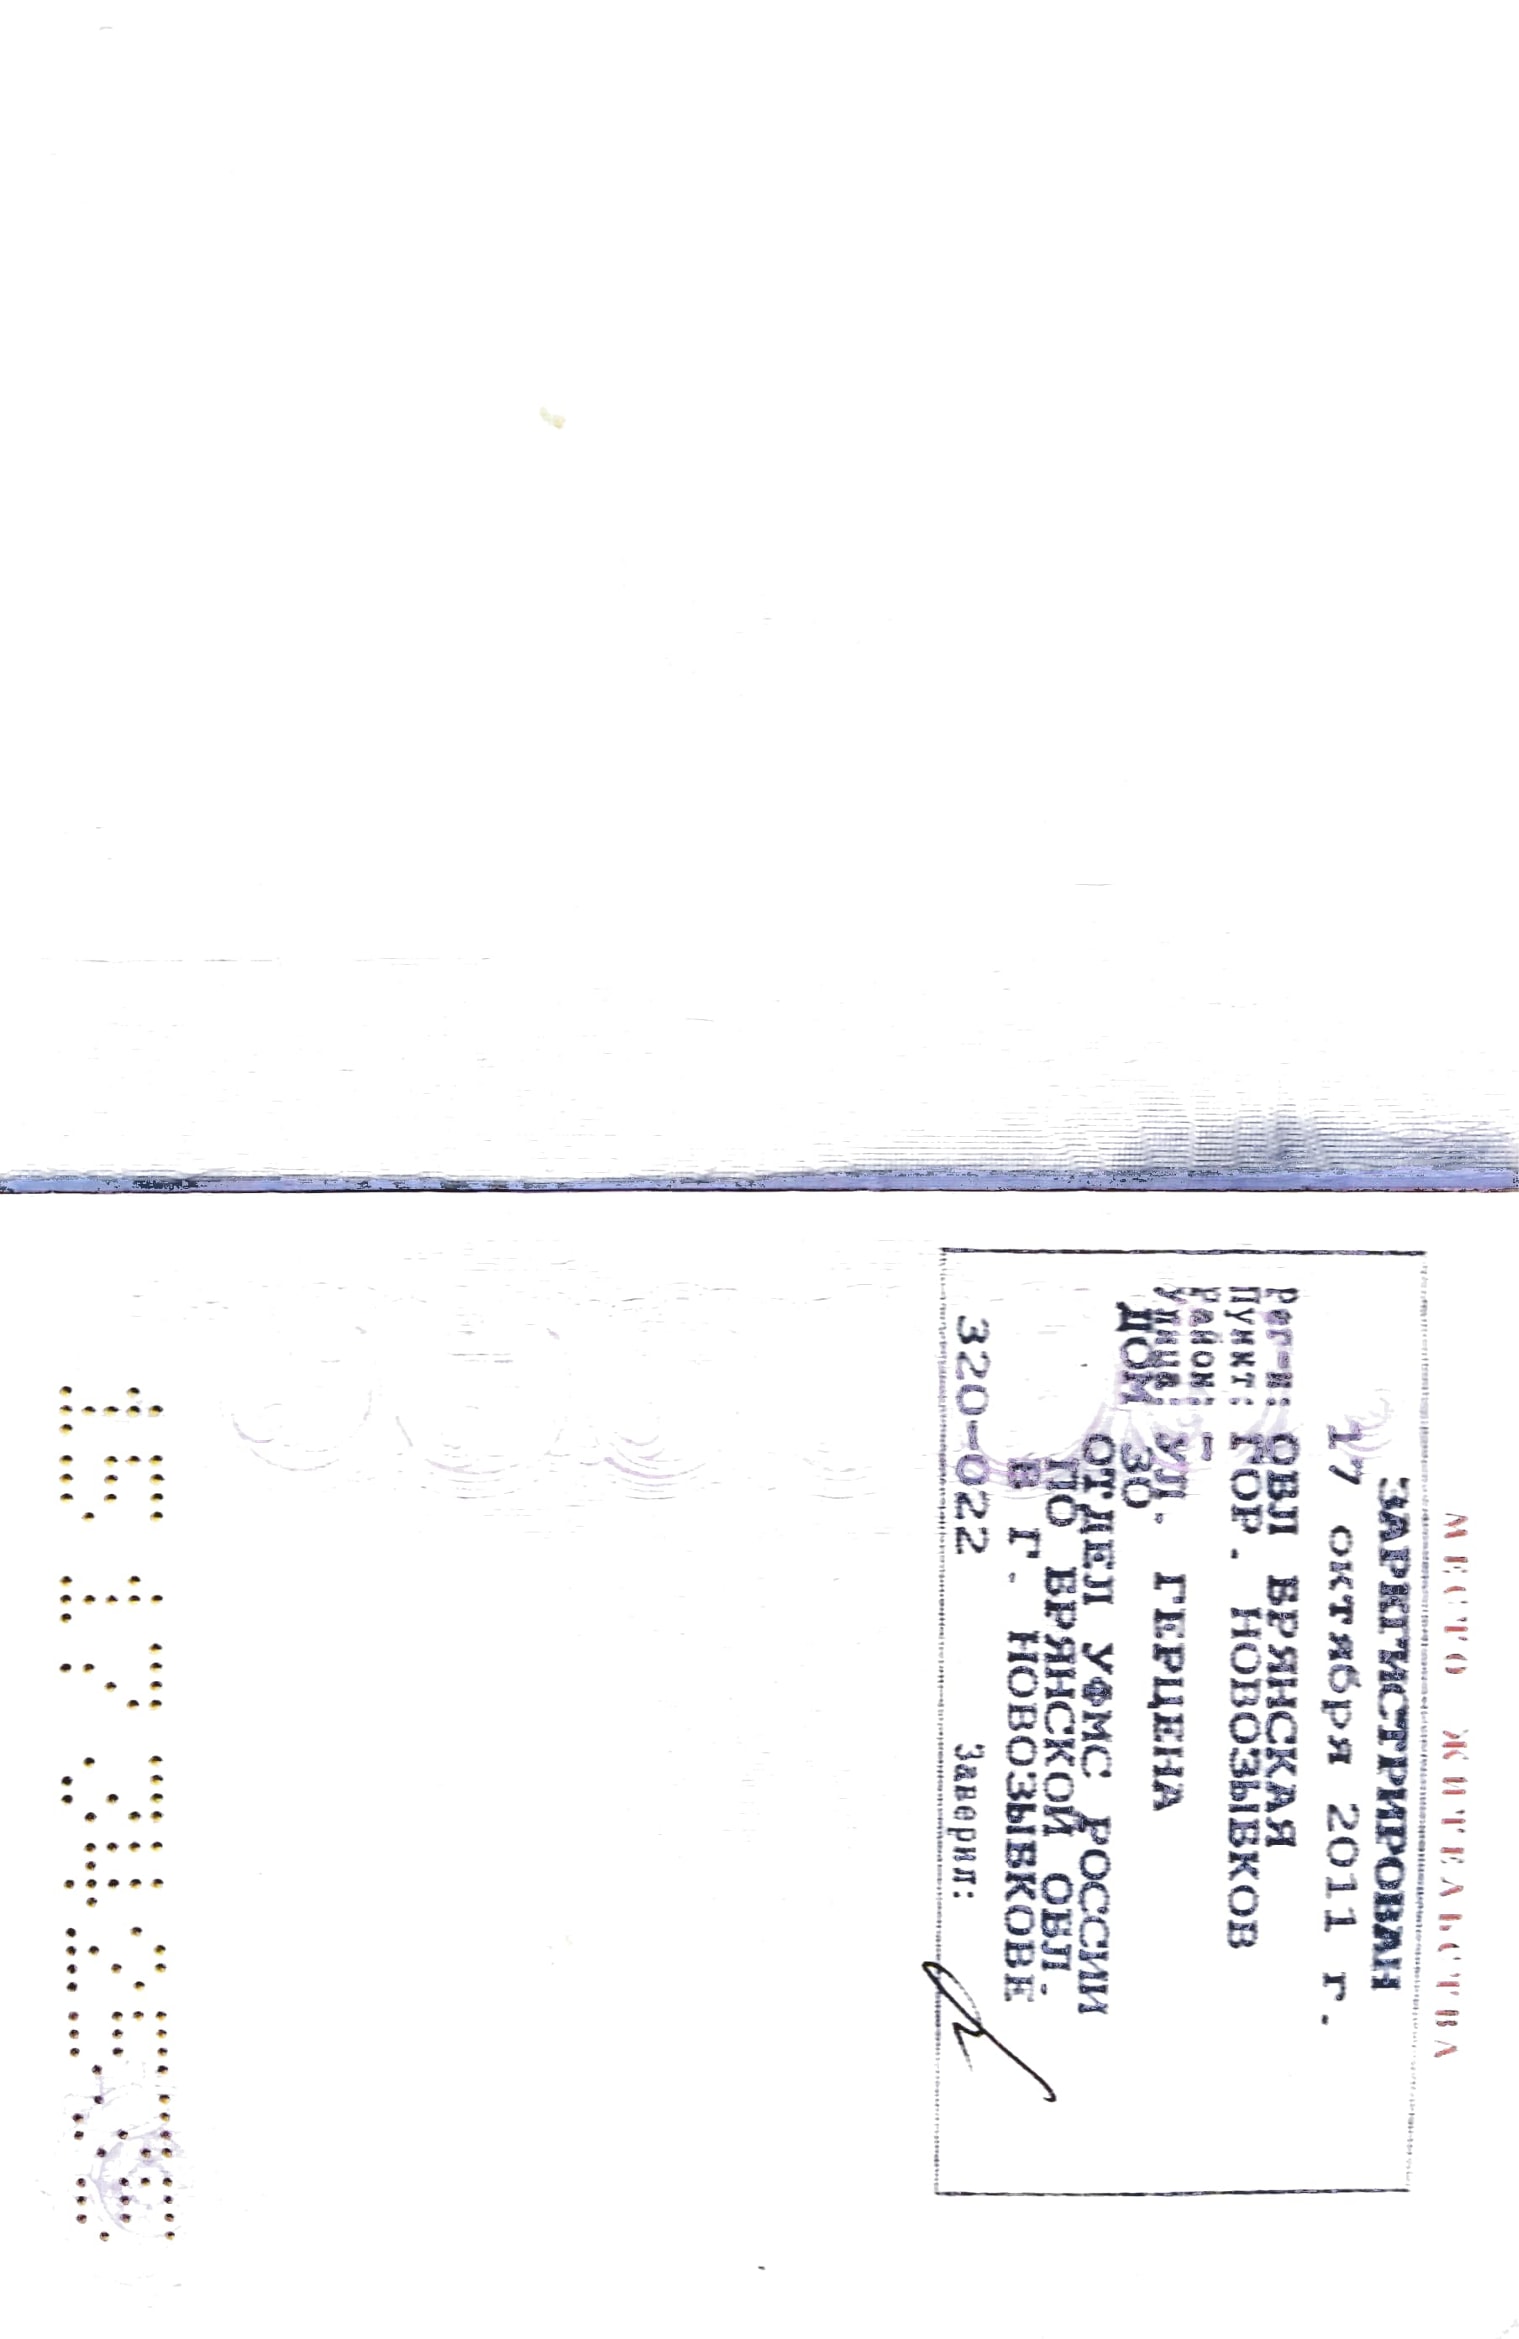 МЕСТО ЖИТЕЛЬСТВА
ЗАРЕГИСТРИРОВАН
17 октября 2011 г.
Рег-н: ОБЛ БРЯНСКАЯ
Пункт: ГОР. НОВОЗЫБКОВ
Район: -
Улица: УЛ. ГЕРЦЕНА
ДОМ 30
ОТДЕЛ УФМС РОССИИ
ПО БРЯНСКОЙ ОБЛ.
В Г. НОВОЗЫБКОВЕ
320-022 Заверил:
15 17 342535